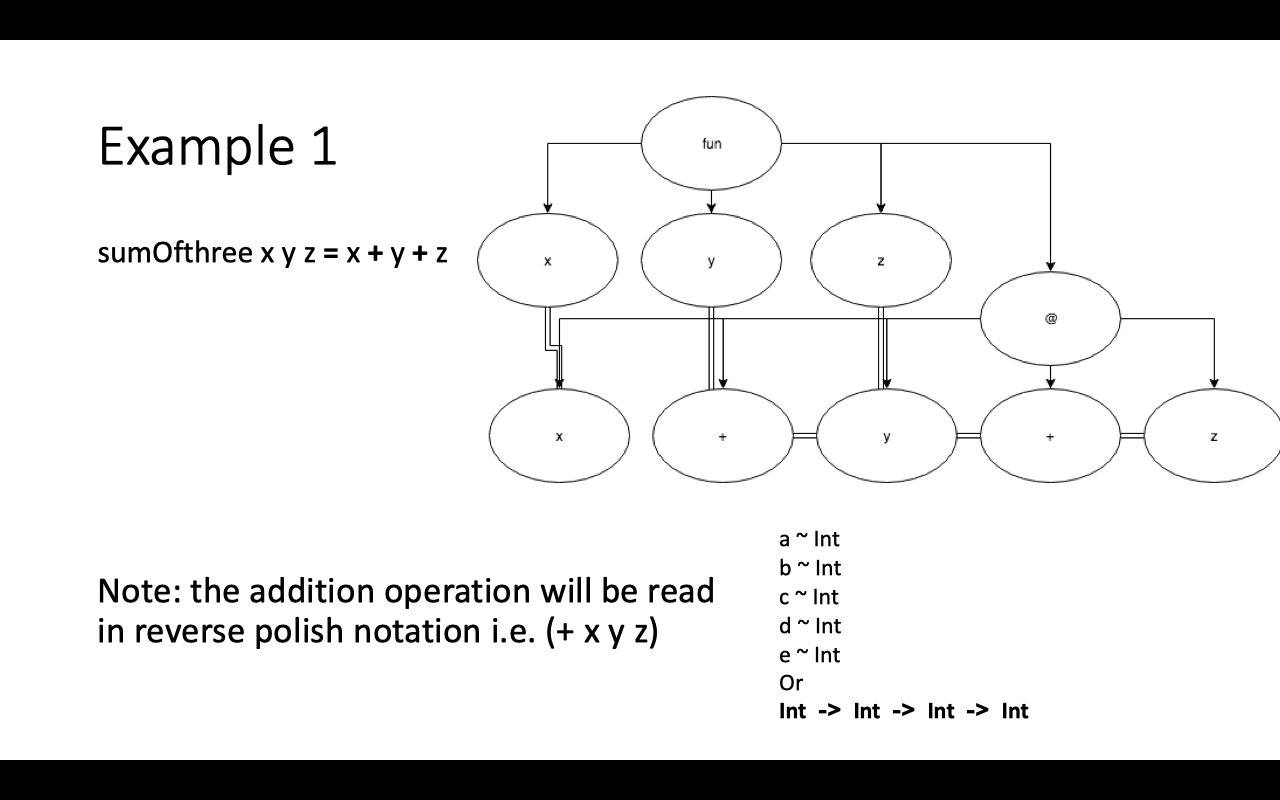 Example 1
sumOfthree x y z = x + y + z
fun
x
y
z
@
x
+
y
+
z
Note: the addition operation will be read
in reverse polish notation i.e. (+ x y z)
a ~ Int
b ~ Int
c ~ Int
d ~ Int
e ~ Int
Or
Int -> Int -> Int -> Int